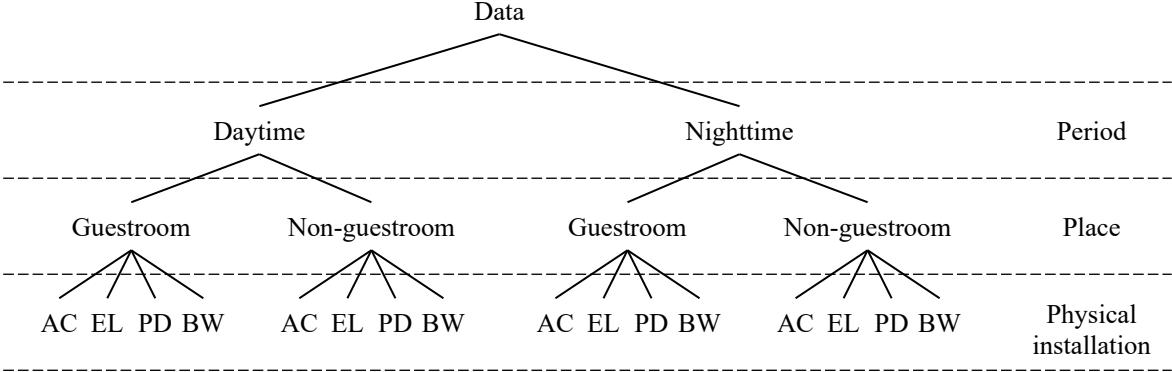 Data
Daytime Nighttime Period
Guestroom Non-guestroom Guestroom Non-guestroom Place
AC EL PD BW AC EL PD BW AC EL PD BW AC EL PD BW Physical
installation